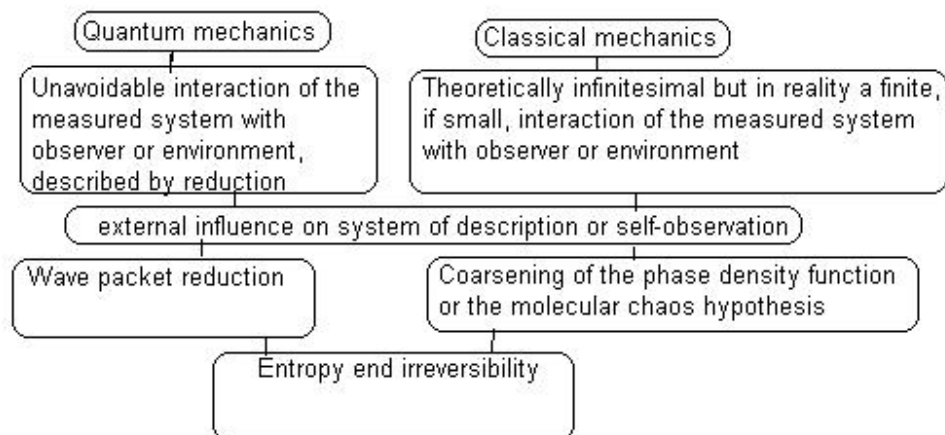 Quantum mechanics
Classical mechanics
Unavoidable interaction of the
measured system with
observer or environment,
described by reduction
Theoretically infinitesimal but in reality a finite,
if small, interaction of the measured system
with observer or environment
external influence on system of description or self-observation
Wave packet reduction
Coarsening of the phase density function
or the molecular chaos hypothesis
Entropy end irreversibility